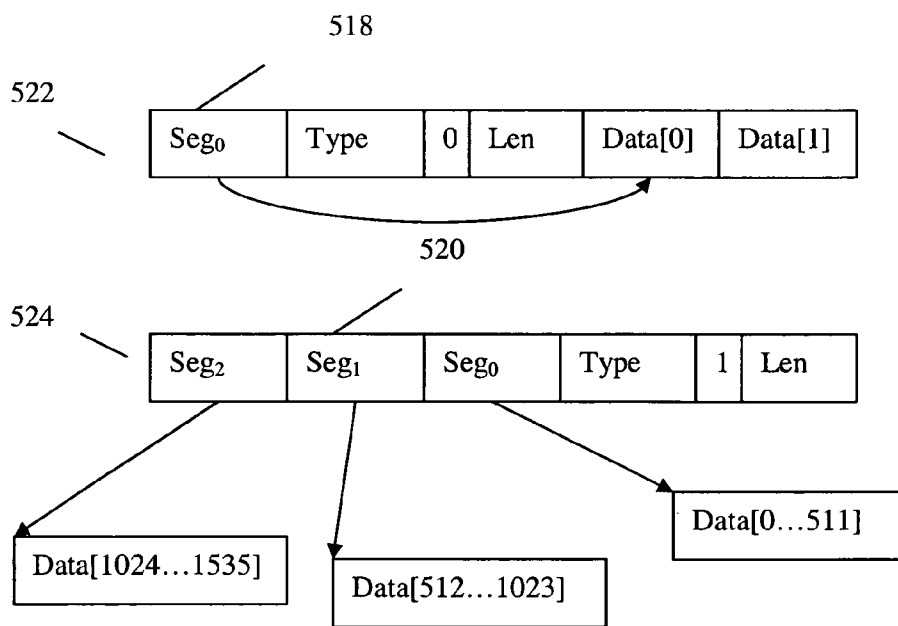 518
522
Seg₀ Type 0 Len Data[0] Data[1]
520
524
Seg₂ Seg₁ Seg₀ Type 1 Len
Data[0…511]
Data[1024…1535]
Data[512…1023]